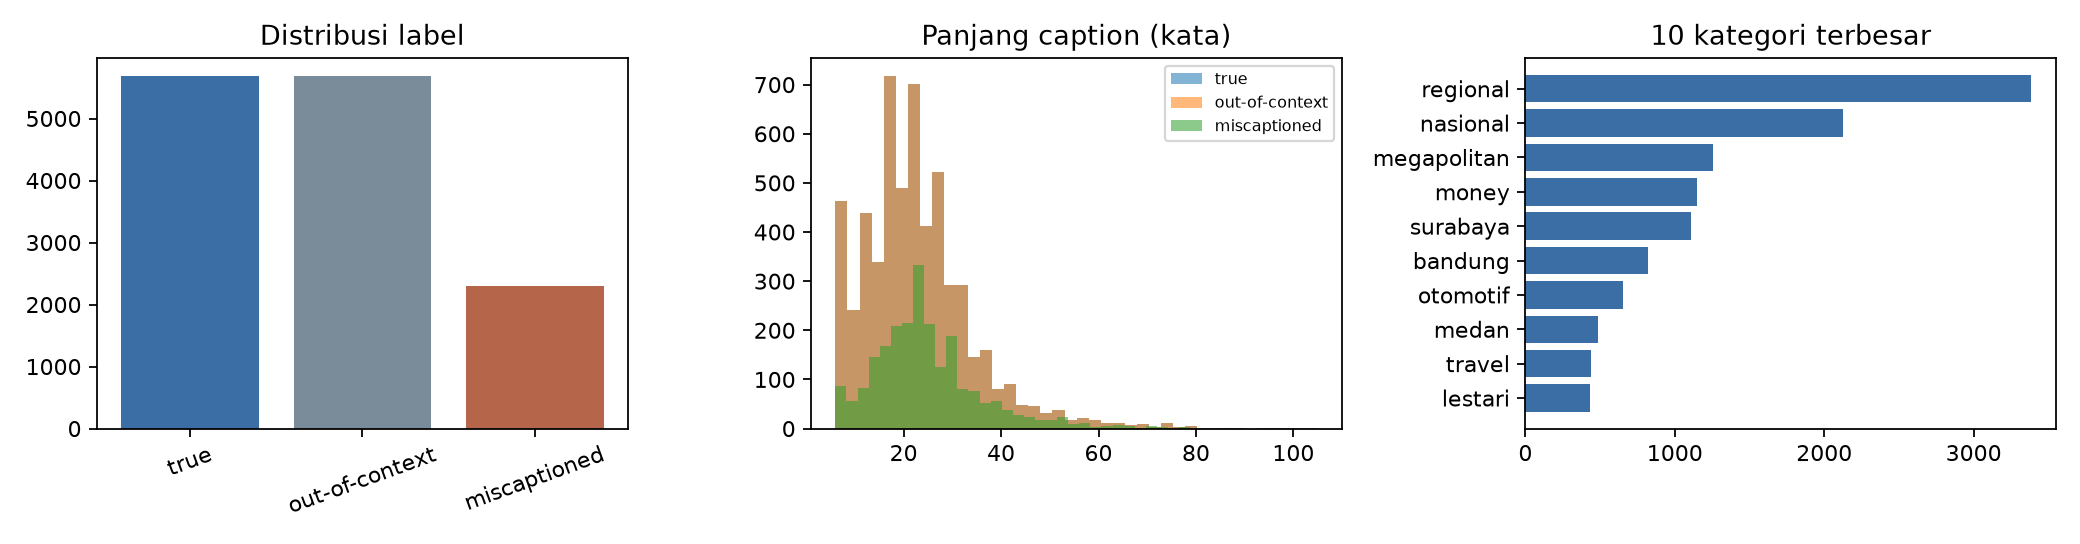 Distribusi label
5000
4000
3000
2000
1000
0
true
out-of-context
miscaptioned
Panjang caption (kata)
700
600
500
400
300
200
100
0
20
40
60
80
100
true
out-of-context
miscaptioned
10 kategori terbesar
regional
nasional
megapolitan
money
surabaya
bandung
otomotif
medan
travel
lestari
0
1000
2000
3000